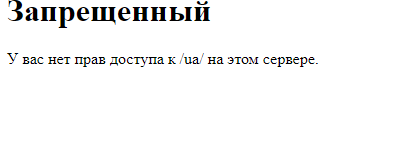 Запрещенный
У вас нет прав доступа к /ua/ на этом сервере.